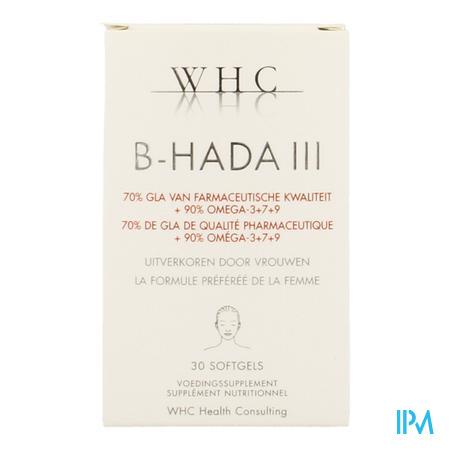 WHC
B-HADA III
70% GLA VAN FARMACEUTISCHE KWALITEIT
+ 90% OMEGA-3+7+9
70% DE GLA DE QUALITÉ PHARMACEUTIQUE
+ 90% OMÉGA-3+7+9
UITVERKOREN DOOR VROUWEN
LA FORMULE PRÉFÉRÉÉ DE LA FEMME
30 SOFTGELS
VOEDINGSSUPPLEMENT
SUPPLÉMENT NUTRITIONNEL
WHC Health Consulting
IPM